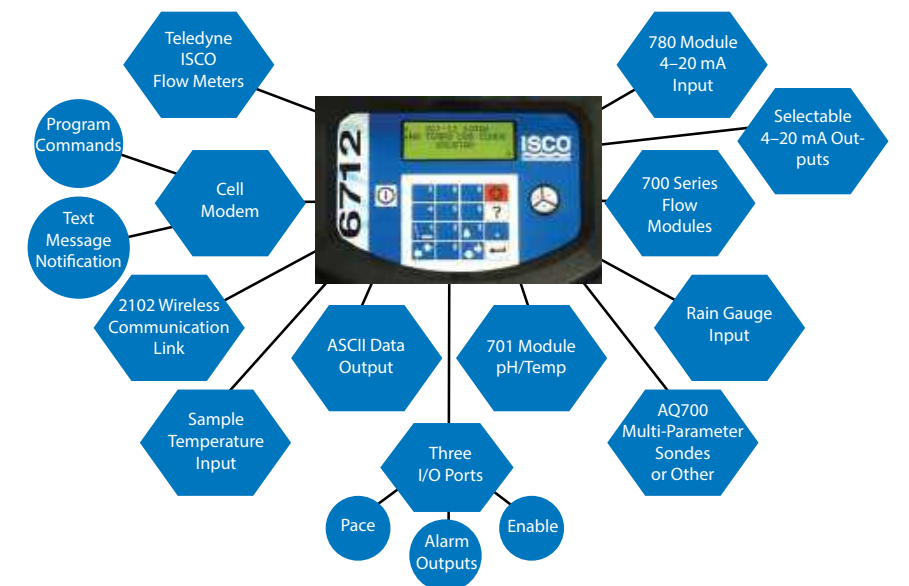 Teledyne
ISCO
Flow Meters
780 Module
4–20 mA
Input
Program
Commands
Selectable
4–20 mA Out-
puts
6712
ISCO
Cell
Modem
700 Series
Flow
Modules
?
Text
Message
Notification
2102 Wireless
Communication
Link
Rain Gauge
Input
ASCII Data
Output
701 Module
pH/Temp
Sample
Temperature
Input
AQ700
Multi-Parameter
Sondes
or Other
Three
I/O Ports
Pace
Alarm
Outputs
Enable